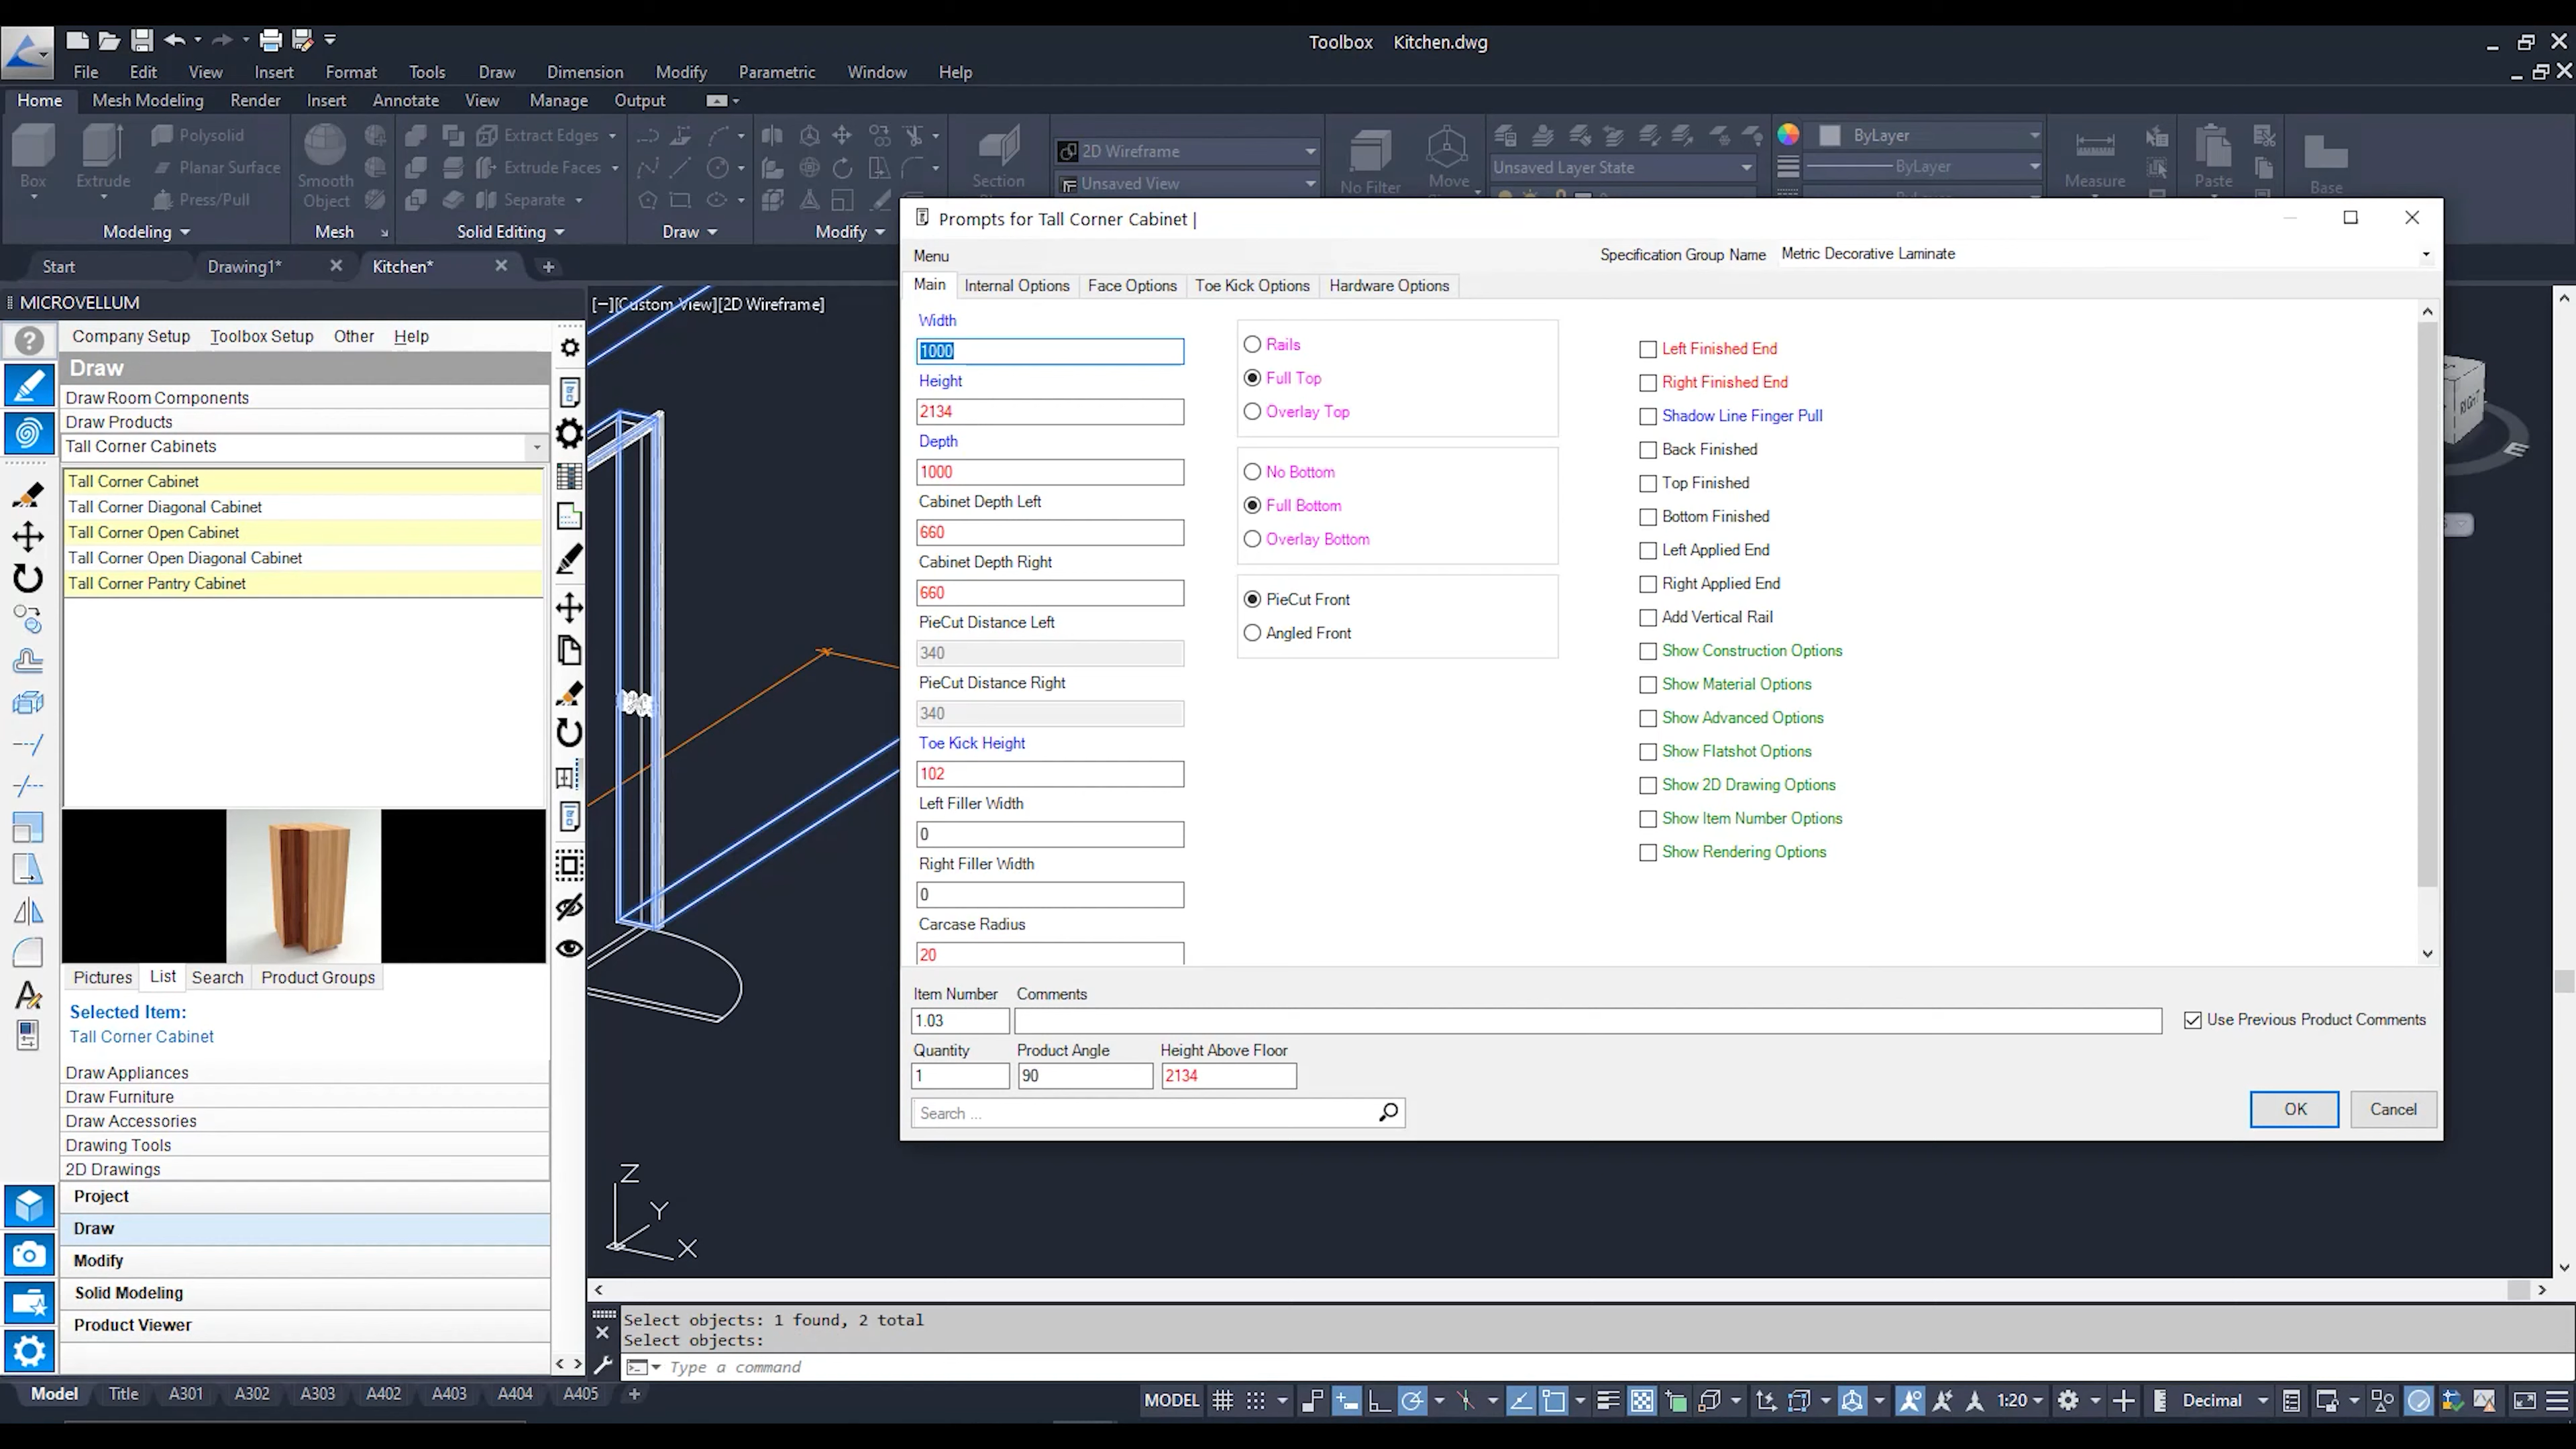 Toolbox Kitchen.dwg
File Edit View Insert Format Tools Draw Dimension Modify Parametric Window Help
Home Mesh Modeling Render Insert Annotate View Manage Output
Polysolid
Planar Surface
Press/Pull
Box
Extrude
Smooth
Object
Extract Edges
Extrude Faces
Separate
Section
2D Wireframe
Unsaved View
No Filter
Move
Unsaved Layer State
ByLayer
ByLayer
Measure
Paste
Base
Modeling
Mesh
Solid Editing
Draw
Modify
Start
Drawing1*
Kitchen*
MICROVELLUM
Company Setup Toolbox Setup Other Help
Draw
Draw Room Components
Draw Products
Tall Corner Cabinets
Tall Corner Cabinet
Tall Corner Diagonal Cabinet
Tall Corner Open Cabinet
Tall Corner Open Diagonal Cabinet
Tall Corner Pantry Cabinet
Pictures List Search Product Groups
Selected Item:
Tall Corner Cabinet
Draw Appliances
Draw Furniture
Draw Accessories
Drawing Tools
2D Drawings
Project
Draw
Modify
Solid Modeling
Product Viewer
[−][Custom View][2D Wireframe]
Z
Y
X
RIGHT
E
Prompts for Tall Corner Cabinet |
Menu
Specification Group Name Metric Decorative Laminate
Main Internal Options Face Options Toe Kick Options Hardware Options
Width
1000
Height
2134
Depth
1000
Cabinet Depth Left
660
Cabinet Depth Right
660
PieCut Distance Left
340
PieCut Distance Right
340
Toe Kick Height
102
Left Filler Width
0
Right Filler Width
0
Carcase Radius
20
Rails
Full Top
Overlay Top
No Bottom
Full Bottom
Overlay Bottom
PieCut Front
Angled Front
Left Finished End
Right Finished End
Shadow Line Finger Pull
Back Finished
Top Finished
Bottom Finished
Left Applied End
Right Applied End
Add Vertical Rail
Show Construction Options
Show Material Options
Show Advanced Options
Show Flatshot Options
Show 2D Drawing Options
Show Item Number Options
Show Rendering Options
Item Number Comments
1.03
Use Previous Product Comments
Quantity Product Angle Height Above Floor
1 90 2134
Search ...
OK Cancel
Select objects: 1 found, 2 total
Select objects:
Type a command
Model Title A301 A302 A303 A402 A403 A404 A405
MODEL 1:20 Decimal